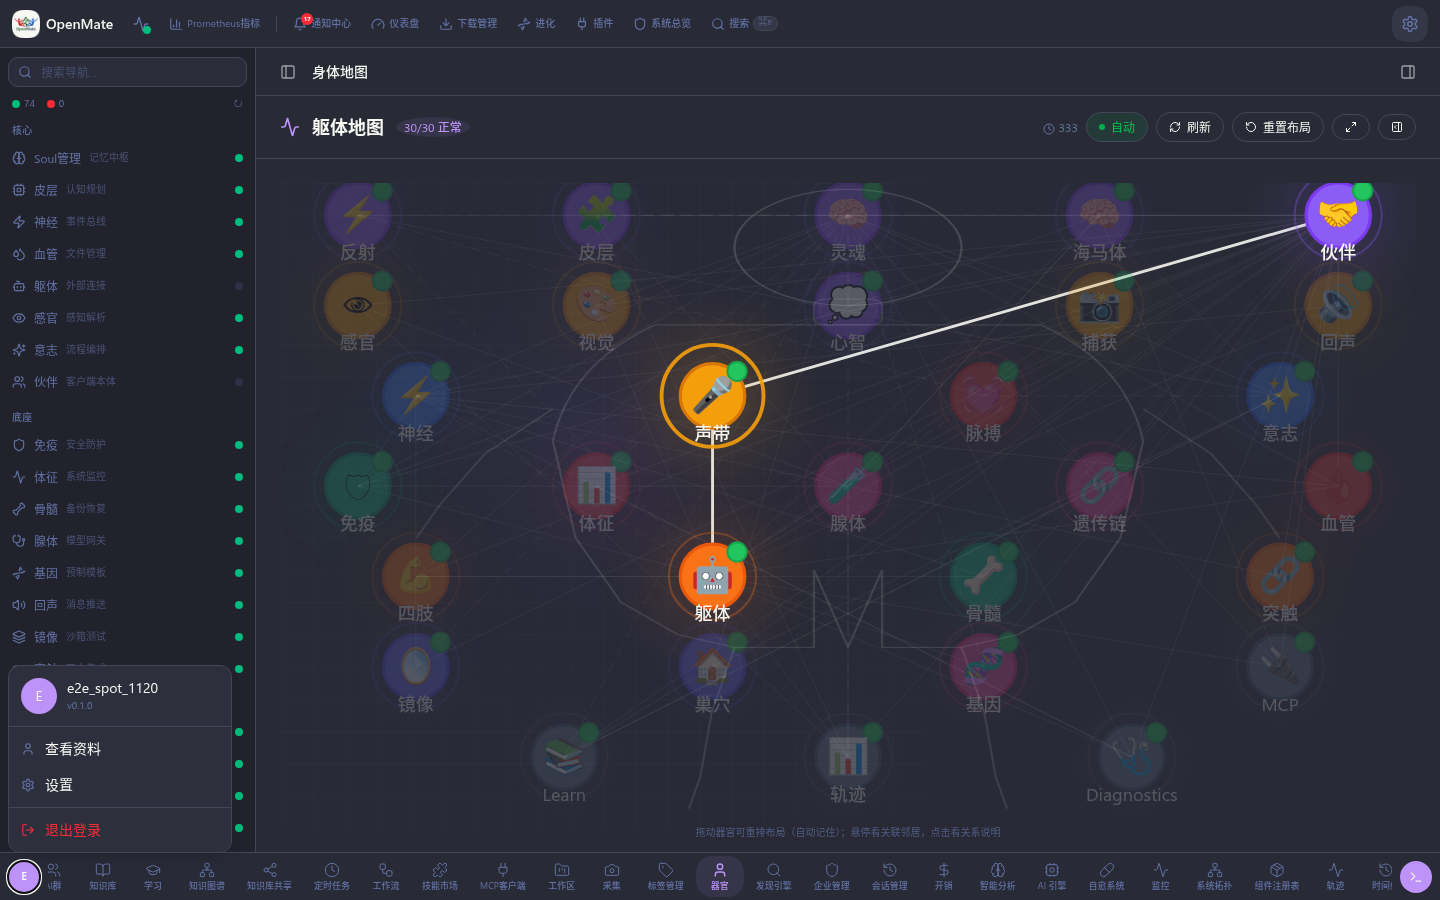 OpenMate
Prometheus指标
17
通知中心
仪表盘
下载管理
进化
插件
系统总览
搜索
⌘K
搜索导航...
74
0
核心
Soul管理 记忆中枢
皮层 认知规划
神经 事件总线
血管 文件管理
躯体 外部连接
感官 感知解析
意志 流程编排
伙伴 客户端本体
底座
免疫 安全防护
体征 系统监控
骨髓 备份恢复
腺体 模型网关
基因 预制模板
回声 消息推送
镜像 沙箱测试
E
e2e_spot_1120
v0.1.0
查看资料
设置
退出登录
身体地图
躯体地图
30/30 正常
333
自动
刷新
重置布局
反射
皮层
灵魂
海马体
伙伴
感官
视觉
心智
捕获
回声
神经
声带
脉搏
意志
免疫
体征
腺体
遗传链
血管
四肢
躯体
骨髓
突触
镜像
巢穴
基因
MCP
Learn
轨迹
Diagnostics
拖动器官可重排布局（自动记住）；悬停看关联邻居，点击看关系说明
E
AI群
知识库
学习
知识图谱
知识库共享
定时任务
工作流
技能市场
MCP客户端
工作区
采集
标签管理
器官
发现引擎
企业管理
会话管理
开销
智能分析
AI 引擎
自愈系统
监控
系统拓扑
组件注册表
轨迹
时间